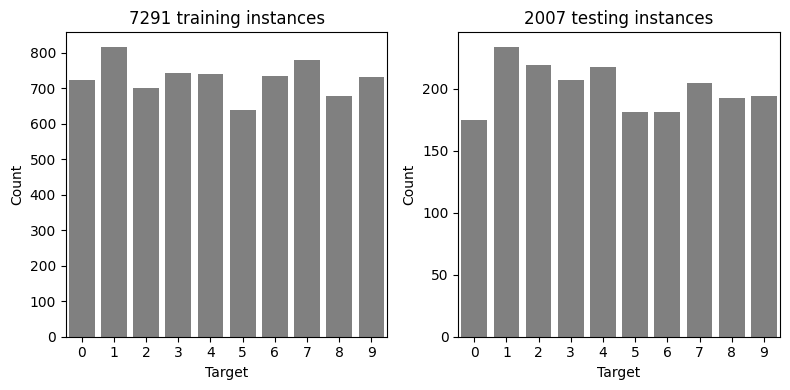 7291 training instances
800
700
600
500
400
300
200
100
0
Count
0 1 2 3 4 5 6 7 8 9
Target
2007 testing instances
200
150
100
50
0
Count
0 1 2 3 4 5 6 7 8 9
Target